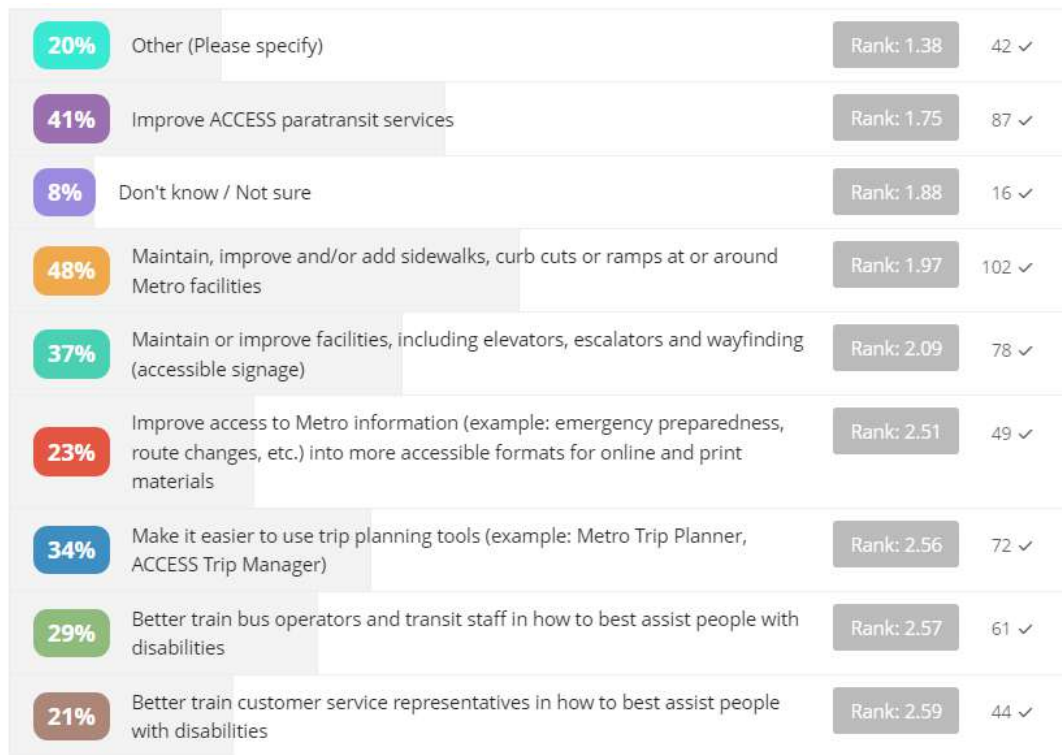 20% Other (Please specify) Rank: 1.38 42 ✓
41% Improve ACCESS paratransit services Rank: 1.75 87 ✓
8% Don't know / Not sure Rank: 1.88 16 ✓
48% Maintain, improve and/or add sidewalks, curb cuts or ramps at or around Rank: 1.97 102 ✓
Metro facilities
37% Maintain or improve facilities, including elevators, escalators and wayfinding Rank: 2.09 78 ✓
(accessible signage)
23% Improve access to Metro information (example: emergency preparedness, Rank: 2.51 49 ✓
route changes, etc.) into more accessible formats for online and print
materials
34% Make it easier to use trip planning tools (example: Metro Trip Planner, Rank: 2.56 72 ✓
ACCESS Trip Manager)
29% Better train bus operators and transit staff in how to best assist people with Rank: 2.57 61 ✓
disabilities
21% Better train customer service representatives in how to best assist people Rank: 2.59 44 ✓
with disabilities